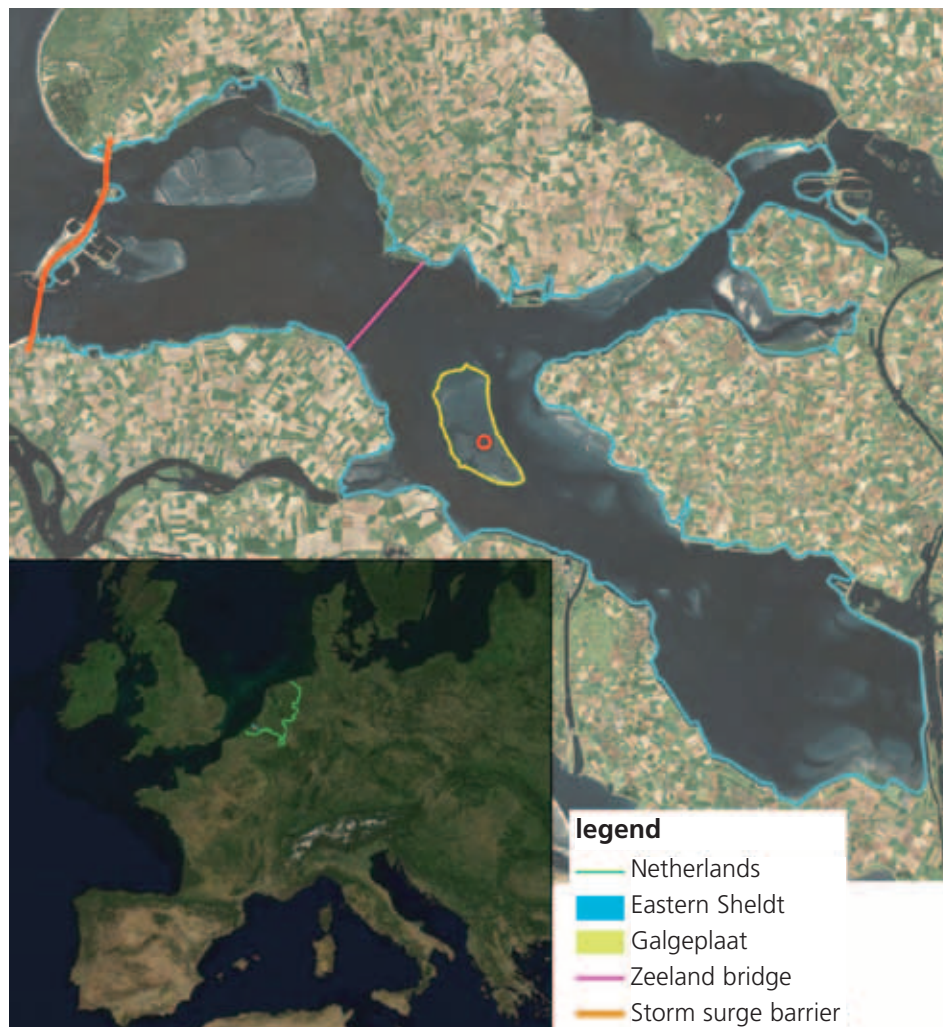 legend
Netherlands
Eastern Sheldt
Galgeplaat
Zeeland bridge
Storm surge barrier